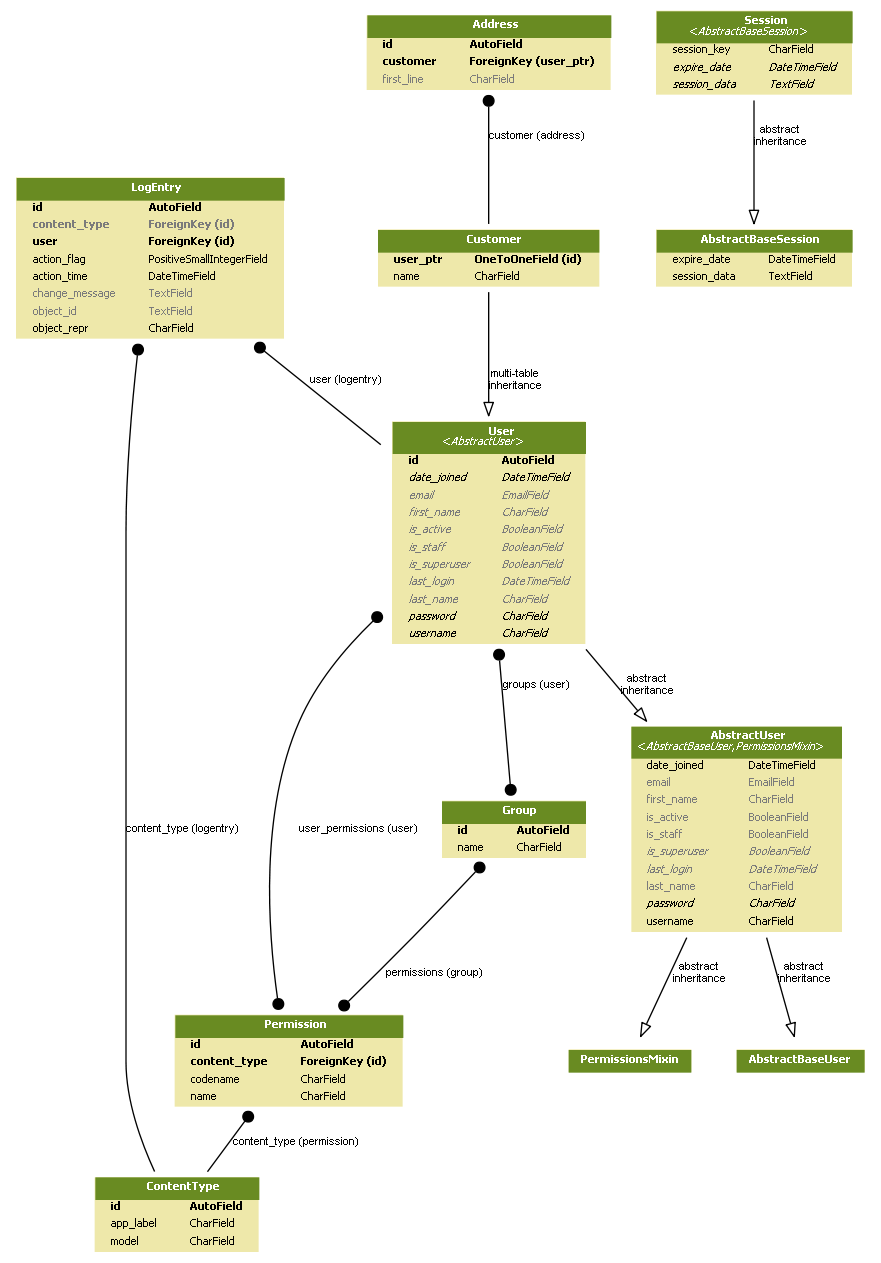 Address
id AutoField
customer ForeignKey (user_ptr)
first_line CharField
Session
<AbstractBaseSession>
session_key CharField
expire_date DateTimeField
session_data TextField
customer (address)
abstract
inheritance
LogEntry
id AutoField
content_type ForeignKey (id)
user ForeignKey (id)
action_flag PositiveSmallIntegerField
action_time DateTimeField
change_message TextField
object_id TextField
object_repr CharField
Customer
user_ptr OneToOneField (id)
name CharField
AbstractBaseSession
expire_date DateTimeField
session_data TextField
user (logentry)
multi-table
inheritance
User
<AbstractUser>
id AutoField
date_joined DateTimeField
email EmailField
first_name CharField
is_active BooleanField
is_staff BooleanField
is_superuser BooleanField
last_login DateTimeField
last_name CharField
password CharField
username CharField
groups (user)
abstract
inheritance
AbstractUser
<AbstractBaseUser,PermissionsMixin>
date_joined DateTimeField
email EmailField
first_name CharField
is_active BooleanField
is_staff BooleanField
is_superuser BooleanField
last_login DateTimeField
last_name CharField
password CharField
username CharField
Group
id AutoField
name CharField
content_type (logentry)
user_permissions (user)
permissions (group)
abstract
inheritance
abstract
inheritance
Permission
id AutoField
content_type ForeignKey (id)
codename CharField
name CharField
PermissionsMixin
AbstractBaseUser
content_type (permission)
ContentType
id AutoField
app_label CharField
model CharField